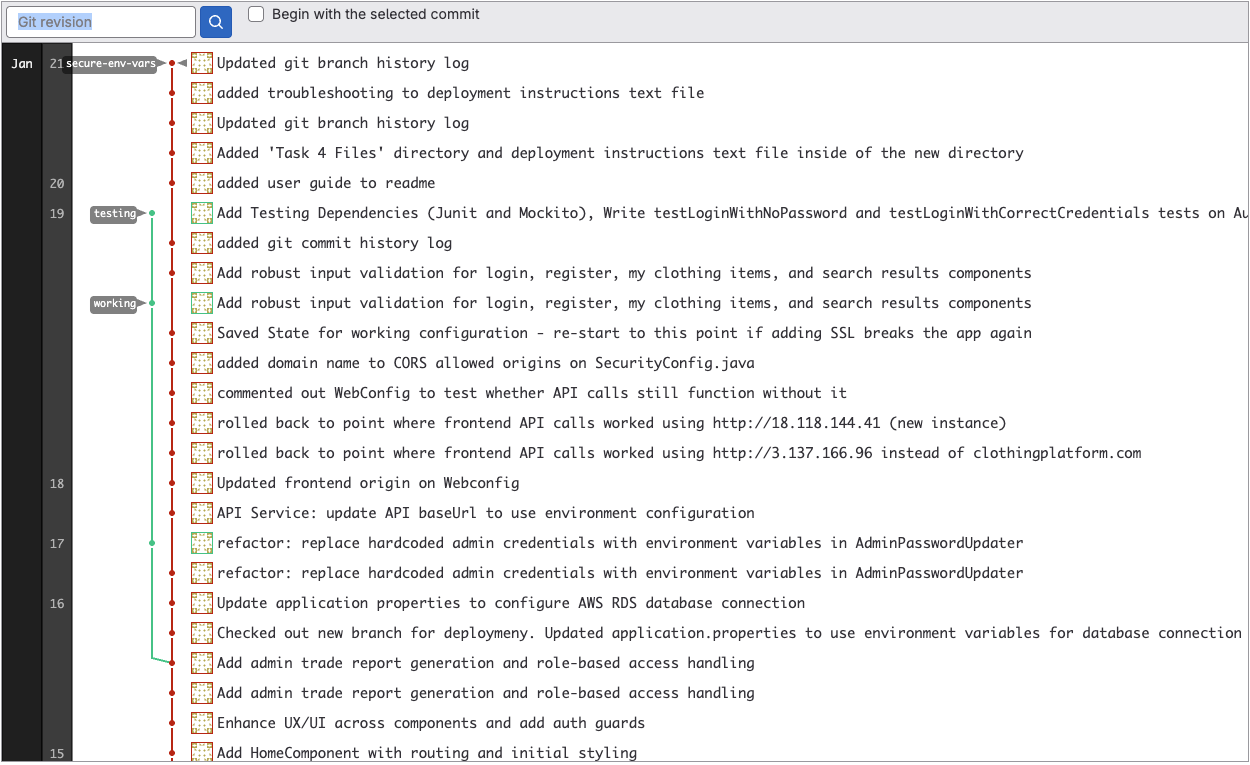 Git revision
Begin with the selected commit
Jan 21 secure-env-vars Updated git branch history log
added troubleshooting to deployment instructions text file
Updated git branch history log
Added 'Task 4 Files' directory and deployment instructions text file inside of the new directory
20 added user guide to readme
19 testing Add Testing Dependencies (Junit and Mockito), Write testLoginWithNoPassword and testLoginWithCorrectCredentials tests on Au
added git commit history log
Add robust input validation for login, register, my clothing items, and search results components
working Add robust input validation for login, register, my clothing items, and search results components
Saved State for working configuration - re-start to this point if adding SSL breaks the app again
added domain name to CORS allowed origins on SecurityConfig.java
commented out WebConfig to test whether API calls still function without it
rolled back to point where frontend API calls worked using http://18.118.144.41 (new instance)
rolled back to point where frontend API calls worked using http://3.137.166.96 instead of clothingplatform.com
18 Updated frontend origin on Webconfig
API Service: update API baseUrl to use environment configuration
17 refactor: replace hardcoded admin credentials with environment variables in AdminPasswordUpdater
refactor: replace hardcoded admin credentials with environment variables in AdminPasswordUpdater
16 Update application properties to configure AWS RDS database connection
Checked out new branch for deploymeny. Updated application.properties to use environment variables for database connection
Add admin trade report generation and role-based access handling
Add admin trade report generation and role-based access handling
Enhance UX/UI across components and add auth guards
15 Add HomeComponent with routing and initial styling